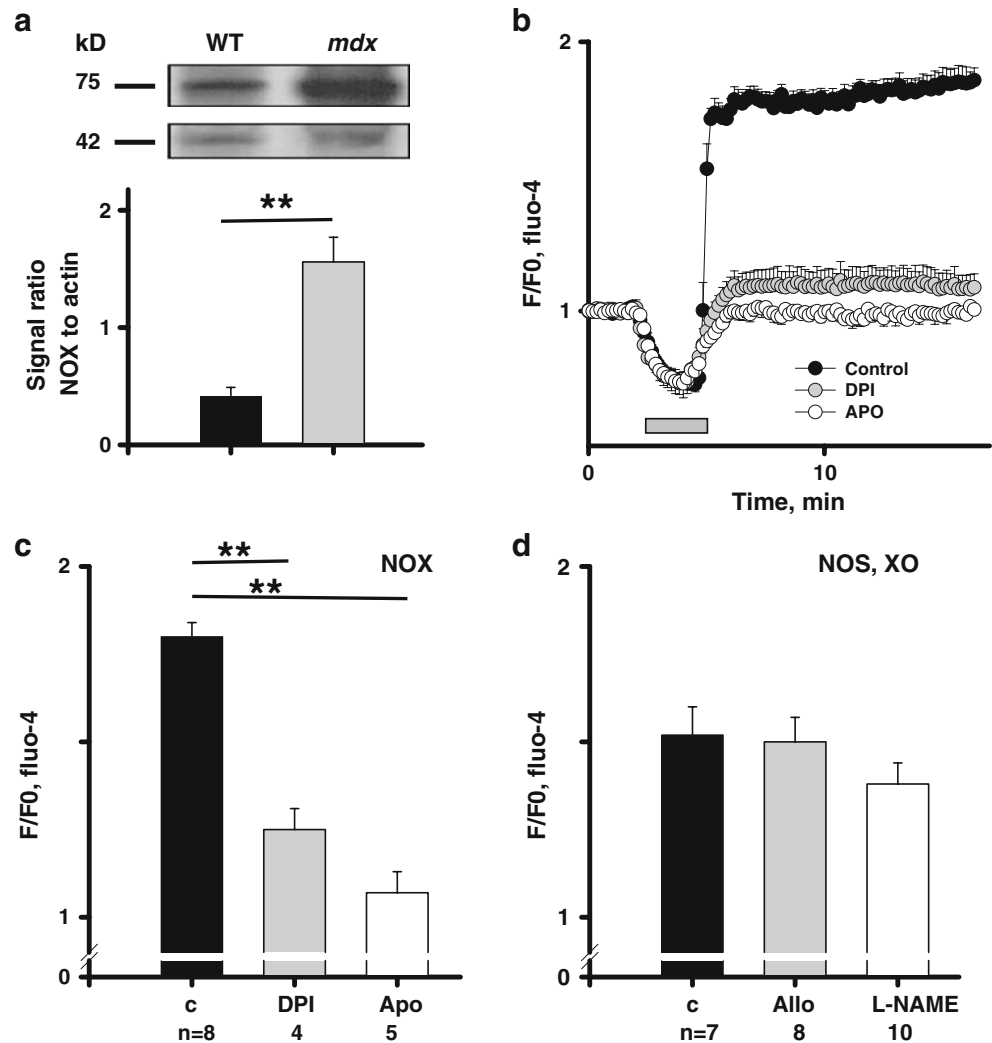 a
kD
WT
mdx
75
42
**
2
1
0
Signal ratio
NOX to actin
b
2
1
F/F0, fluo-4
Control
DPI
APO
0
10
Time, min
c
NOX
**
**
2
1
0
F/F0, fluo-4
c
DPI
Apo
n=8
4
5
d
NOS, XO
2
1
0
F/F0, fluo-4
c
Allo
L-NAME
n=7
8
10